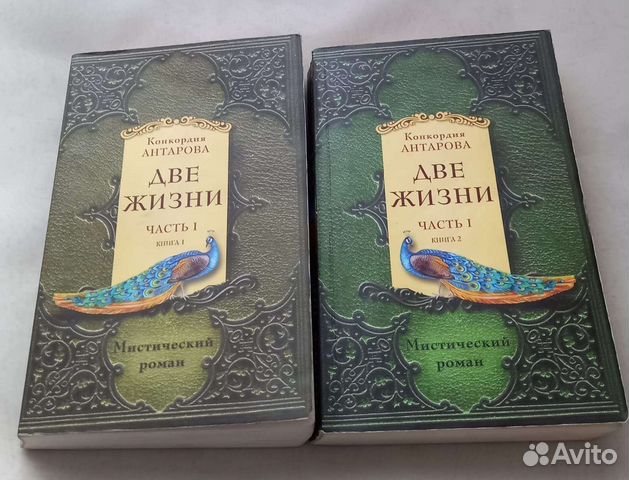 Конкордия
АНТАРОВА
ДВЕ
ЖИЗНИ
ЧАСТЬ I
КНИГА 1
Мистический
роман
Конкордия
АНТАРОВА
ДВЕ
ЖИЗНИ
ЧАСТЬ I
КНИГА 2
Мистический
роман
Avito